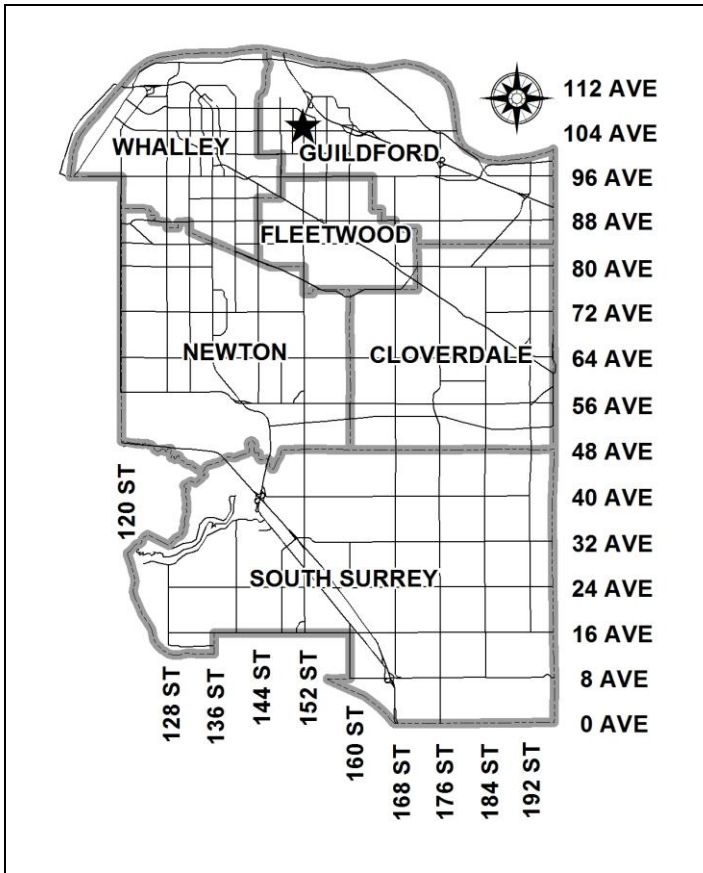 112 AVE
104 AVE
WHALLEY
GUILDFORD
96 AVE
88 AVE
FLEETWOOD
80 AVE
72 AVE
NEWTON
CLOVERDALE
64 AVE
56 AVE
48 AVE
120 ST
40 AVE
32 AVE
SOUTH SURREY
24 AVE
16 AVE
8 AVE
0 AVE
128 ST
136 ST
144 ST
152 ST
160 ST
168 ST
176 ST
184 ST
192 ST